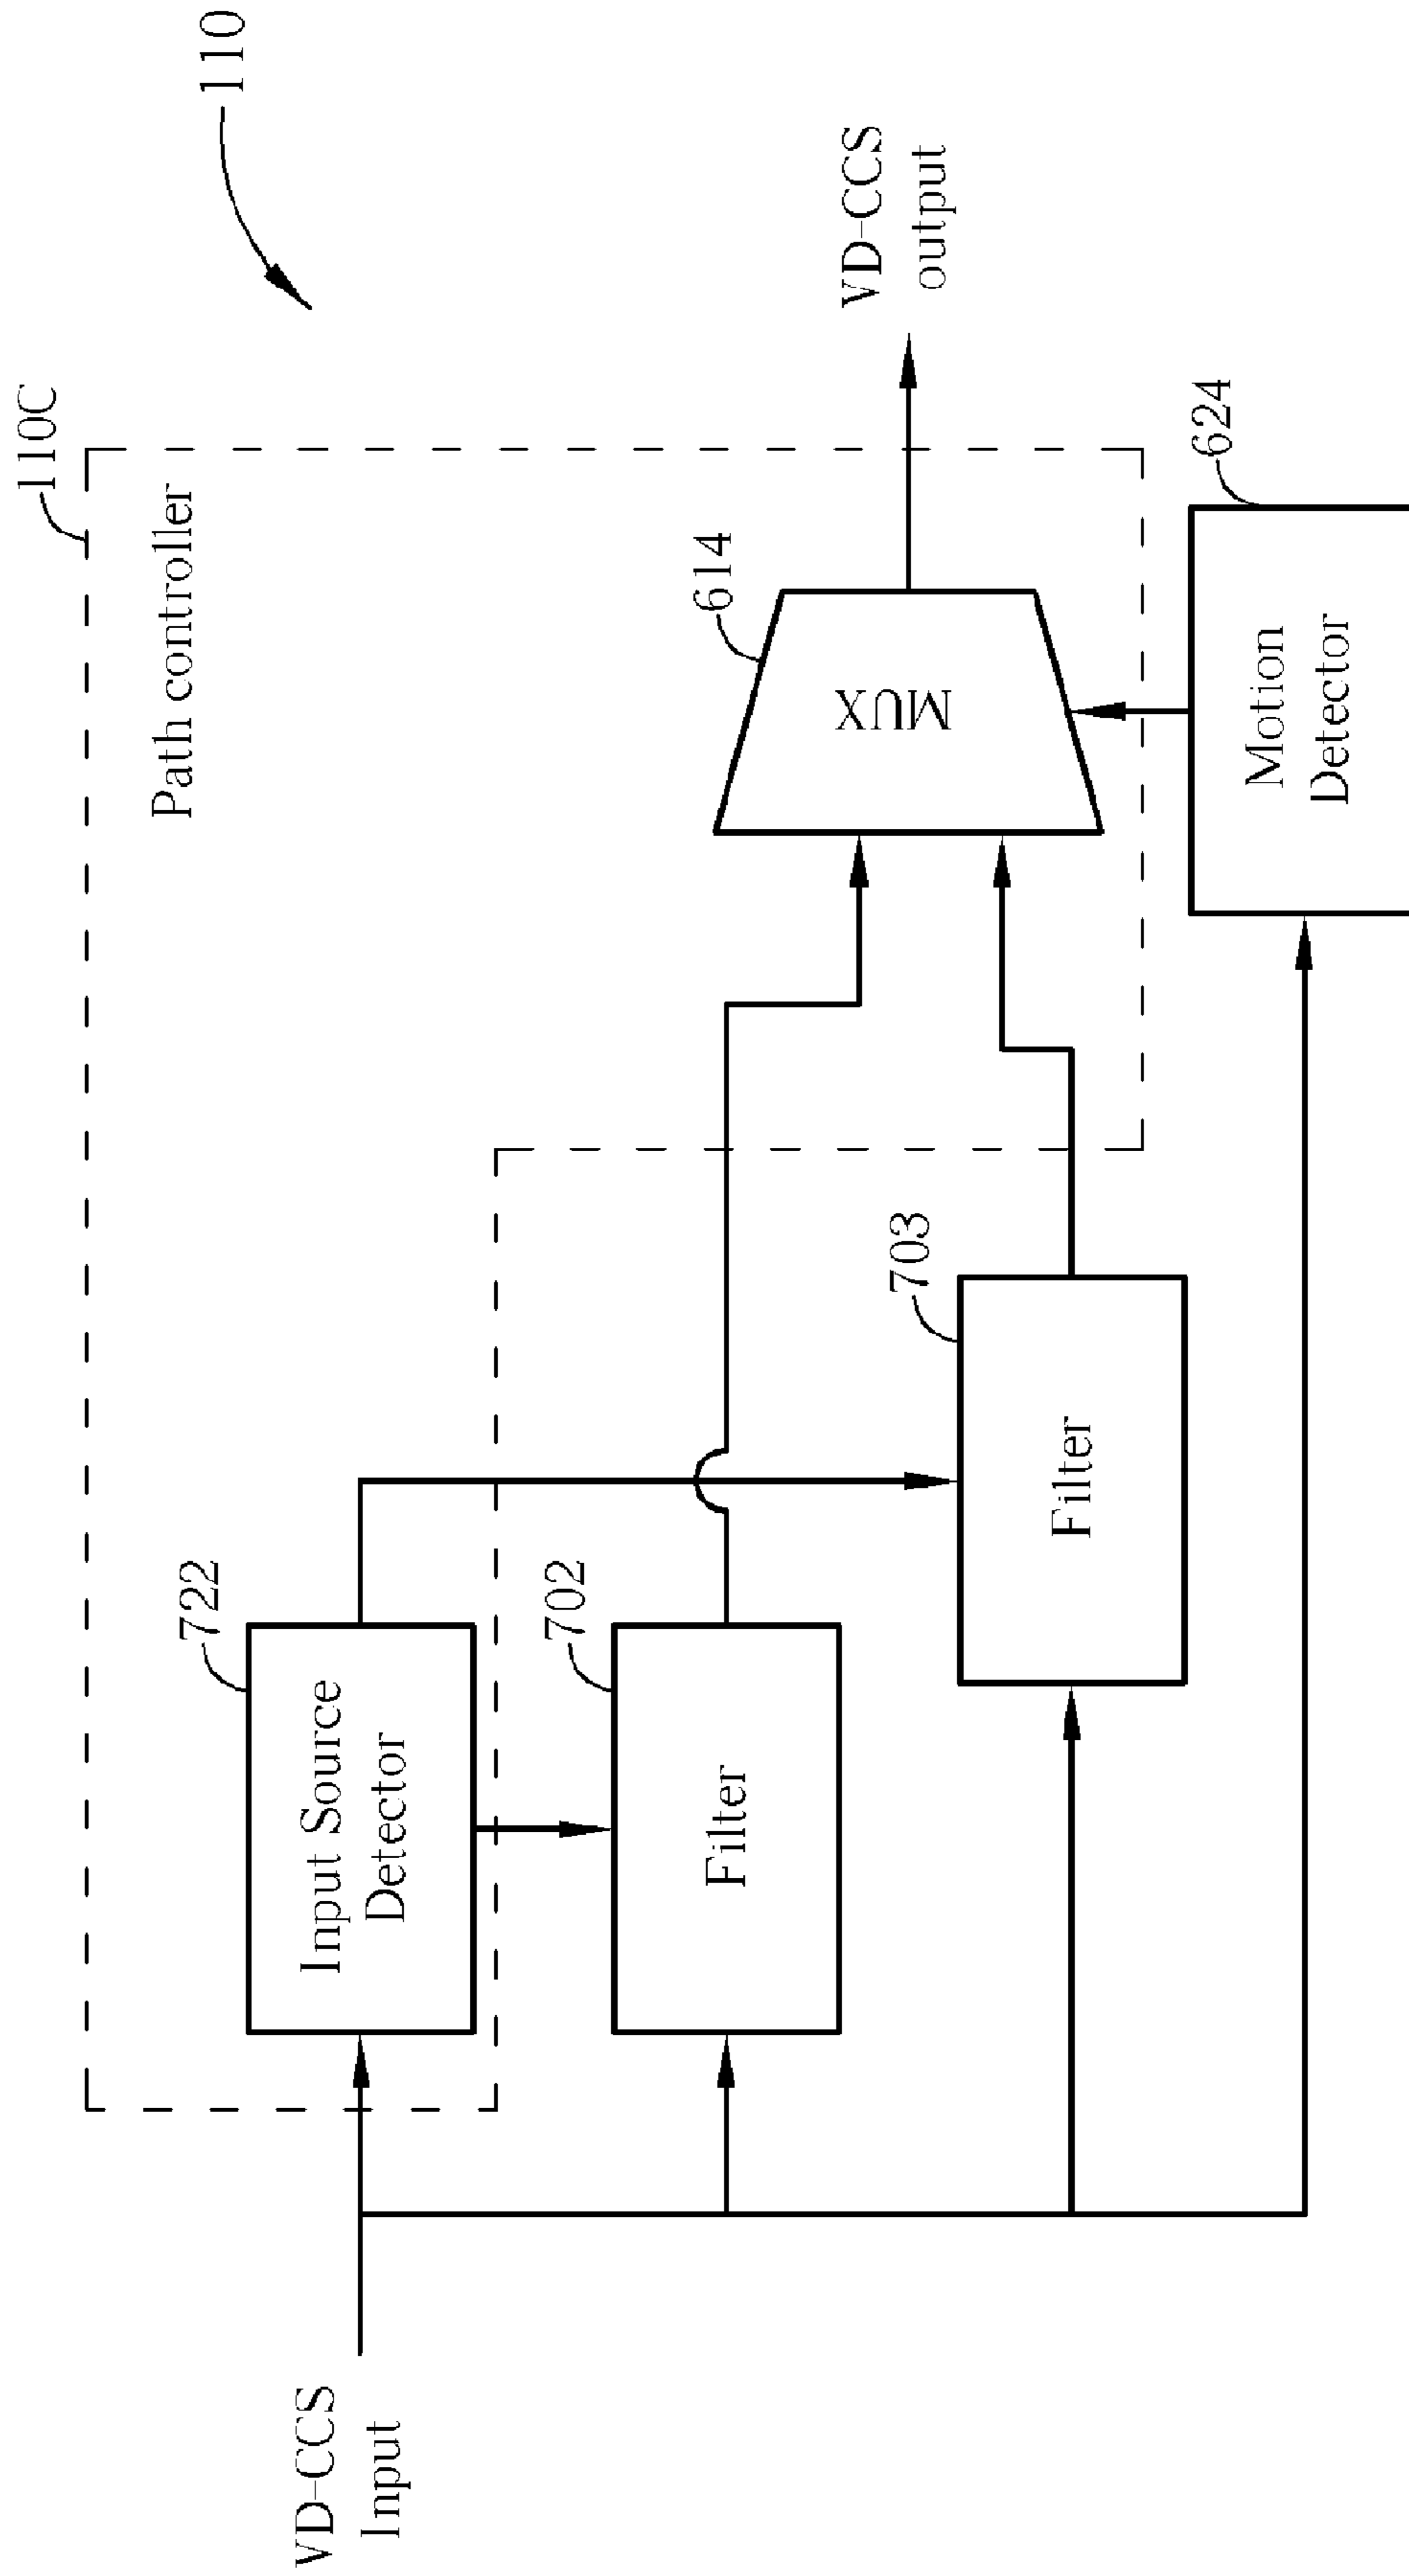 110
110C
Path controller
722
Input Source
Detector
VD-CCS
Input
702
Filter
703
Filter
614
MUX
VD-CCS
output
624
Motion
Detector